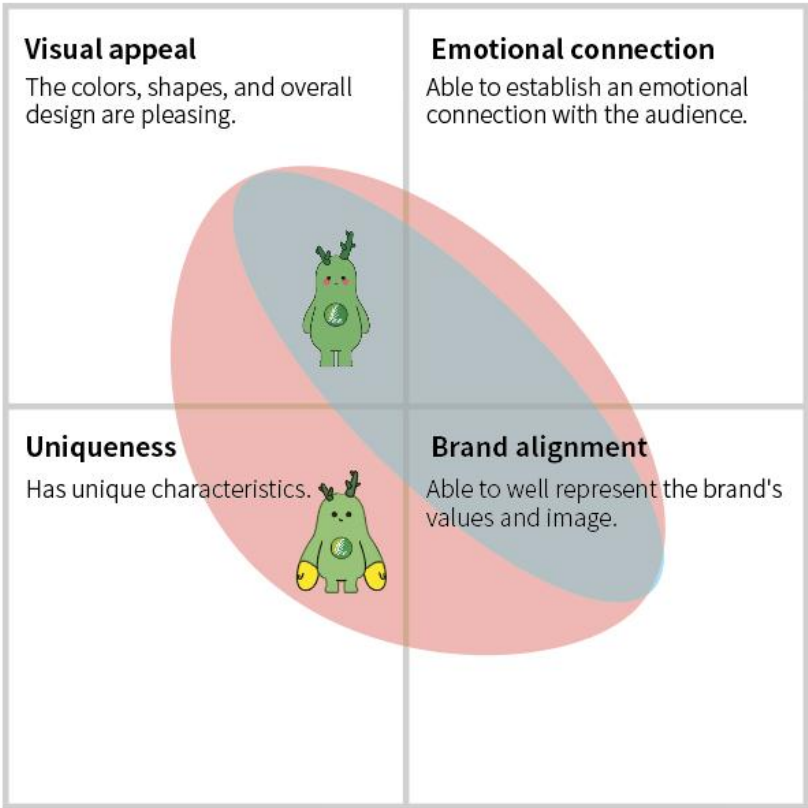 Visual appeal
The colors, shapes, and overall
design are pleasing.
Emotional connection
Able to establish an emotional
connection with the audience.
Uniqueness
Has unique characteristics.
Brand alignment
Able to well represent the brand's
values and image.